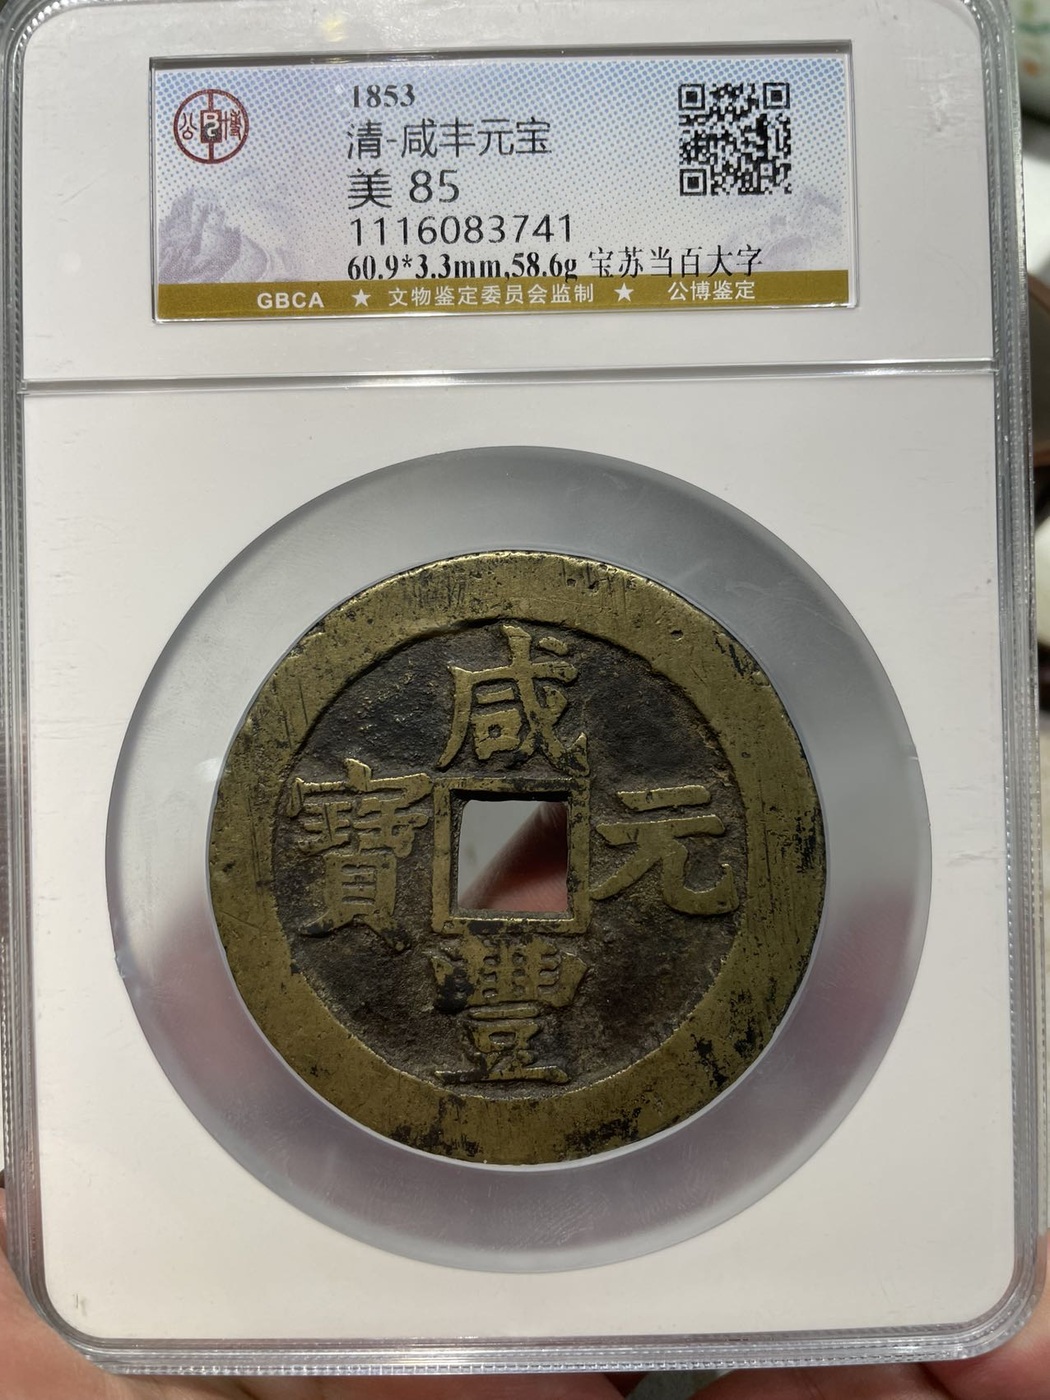 公博
1853
清-咸丰元宝
美 85
1116083741
60.9*3.3mm,58.6g 宝苏当百大字
GBCA ★ 文物鉴定委员会监制 ★ 公博鉴定
咸
寶 元
豐